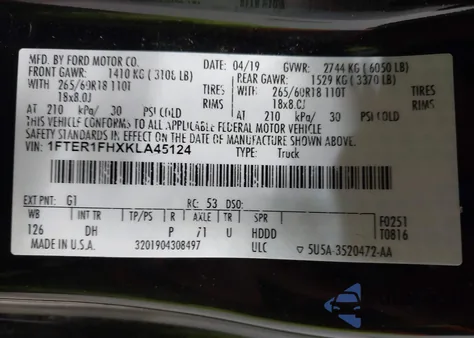 MFD. BY FORD MOTOR CO.
DATE: 04/19 GVWR: 2744 KG (6050 LB)
FRONT GAWR: 1410 KG (3108 LB) REAR GAWR: 1529 KG (3370 LB)
WITH 265/60R18 110T TIRES WITH 265/60R18 110T TIRES
18x8.0J 18x8.0J
AT 210 kPa/ 30 PSI COLD AT 210 kPa/ 30 PSI COLD
THIS VEHICLE CONFORMS TO ALL APPLICABLE FEDERAL MOTOR VEHICLE
SAFETY STANDARDS IN EFFECT ON THE DATE OF MANUFACTURE SHOWN ABOVE.
VIN: 1FTER1FHXKLA45124
TYPE: Truck
EXT PNT: G1 RC: 53 DSO: F0251
WB INT TR TP/PS R AXLE TR SPR T0816
126 DH P 71 U HDDD
MADE IN U.S.A. 3201904308497 ULC ▽ 5U5A-3520472-AA